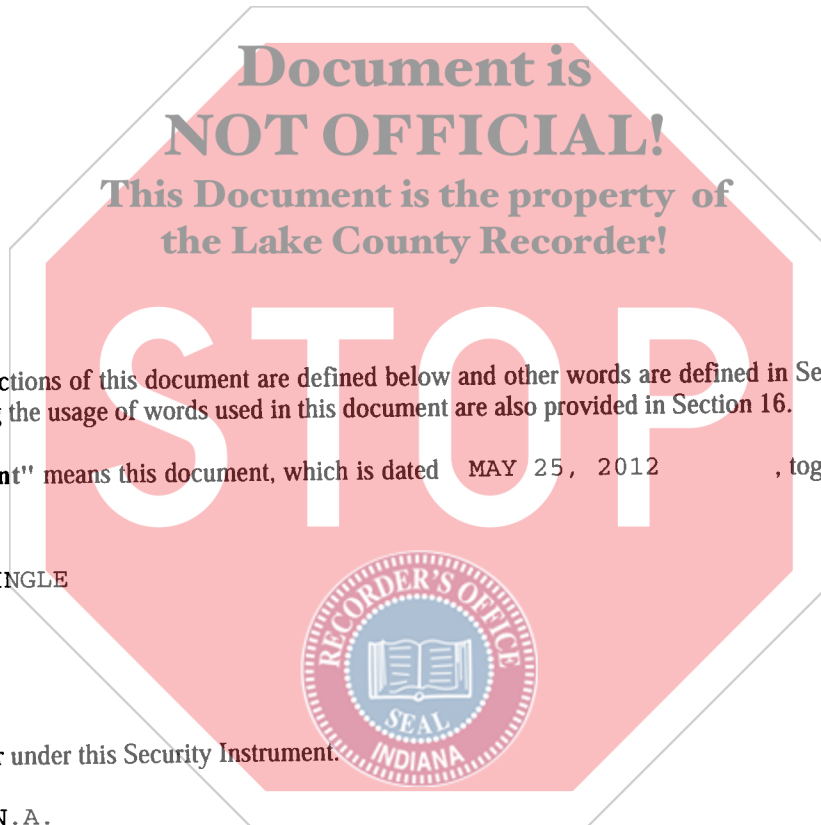 Document is
NOT OFFICIAL!
This Document is the property of
the Lake County Recorder!
STOP
ctions of this document are defined below and other words are defined in Se
the usage of words used in this document are also provided in Section 16.
nt" means this document, which is dated MAY 25, 2012 , tog
INGLE
RECORDER'S OFFICE
SEAL
INDIANA
r under this Security Instrument.
N.A.